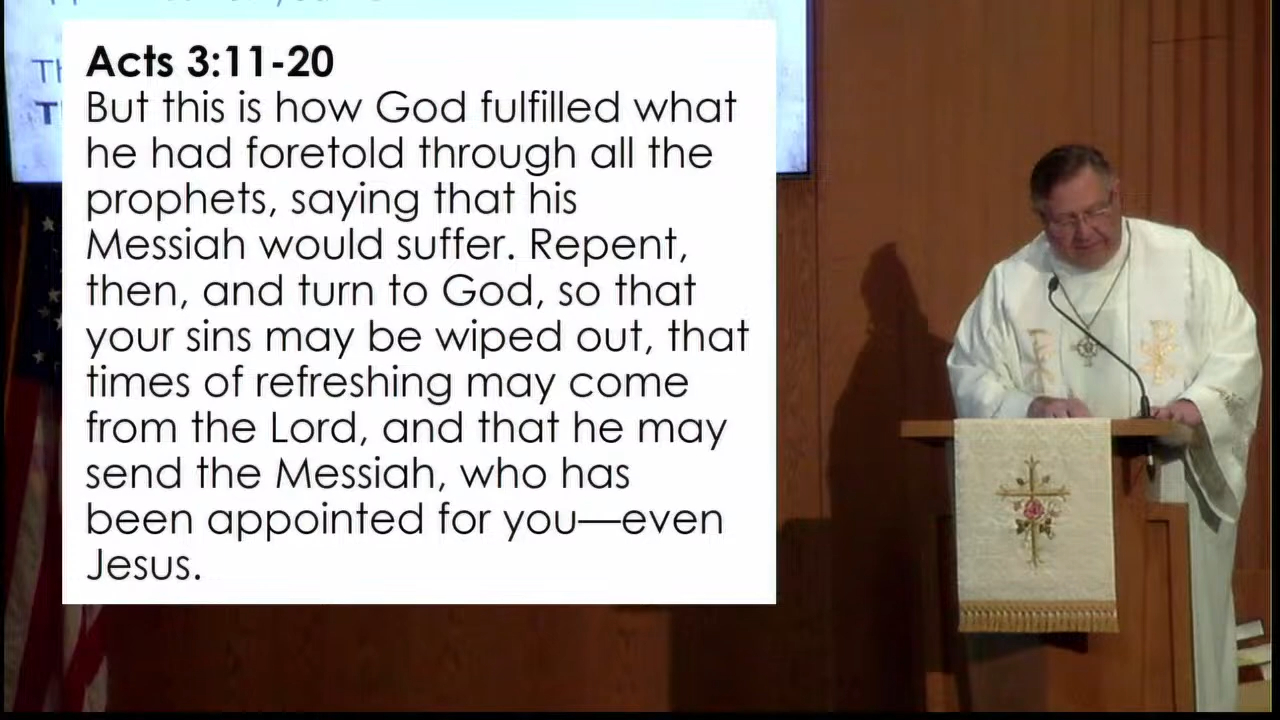 Acts 3:11-20
But this is how God fulfilled what
he had foretold through all the
prophets, saying that his
Messiah would suffer. Repent,
then, and turn to God, so that
your sins may be wiped out, that
times of refreshing may come
from the Lord, and that he may
send the Messiah, who has
been appointed for you—even
Jesus.